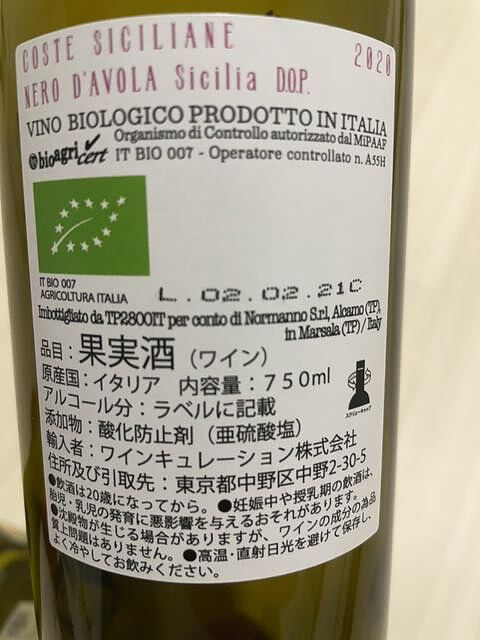 COSTE SICILIANE 2020
NERO D'AVOLA Sicilia D.O.P.
VINO BIOLOGICO PRODOTTO IN ITALIA
Organismo di Controllo autorizzato dal MiPAAF
bioagricert IT BIO 007 - Operatore controllato n. A55H
IT BIO 007
AGRICOLTURA ITALIA
L.02.02.21C
Imbottigliato da TP2800IT per conto di Normanno S.r.l, Alcamo (TP),
in Marsala (TP) / Italy
品目：果実酒（ワイン）
原産国：イタリア 内容量：７５０ml
アルコール分：ラベルに記載
スクリューキャップ
添加物：酸化防止剤（亜硫酸塩）
輸入者：ワインキュレーション株式会社
住所及び引取先：東京都中野区中野2-30-5
●飲酒は20歳になってから。●妊娠中や授乳期の飲酒は、
胎児・乳児の発育に悪影響を与えるおそれがあります。
●沈殿物が生じる場合がありますが、ワインの成分の為品
質上問題はありません。●高温・直射日光を避けて保存し、
よく冷やしてお飲みください。